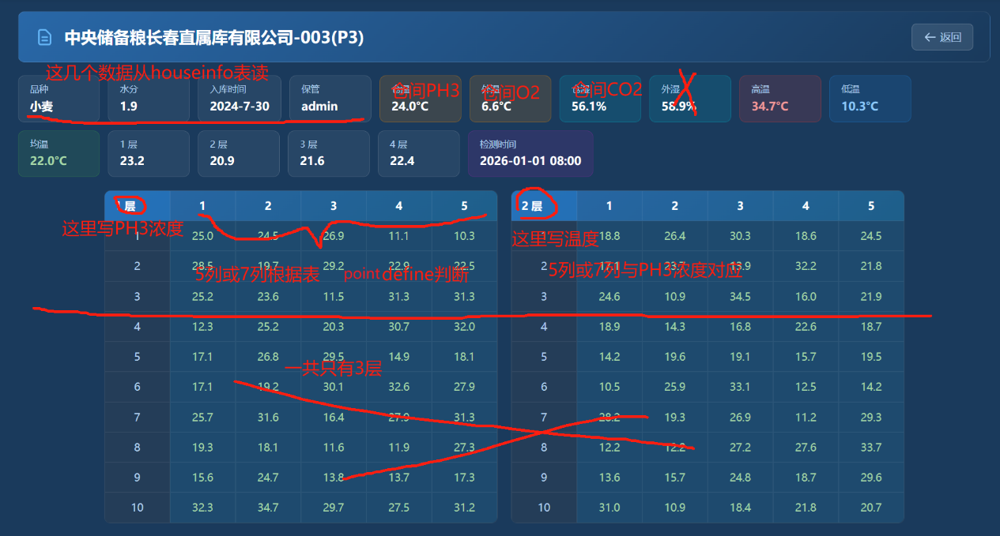 中央储备粮长春直属库有限公司-003(P3)
← 返回
这几个数据从houseinfo表读
品种 水分 入库时间 保管 仓温 外温 仓湿 外湿 高温 低温
仓间PH3 仓间O2 仓间CO2
小麦 1.9 2024-7-30 admin 24.0°C 6.6°C 56.1% 58.9% 34.7°C 10.3°C
均温 1 层 2 层 3 层 4 层 检测时间
22.0°C 23.2 20.9 21.6 22.4 2026-01-01 08:00
1 层 1 2 3 4 5 2 层 1 2 3 4 5
这里写PH3浓度 这里写温度
1 25.0 24.5 26.9 11.1 10.3 1 18.8 26.4 30.3 18.6 24.5
2 28.5 19.7 29.2 22.9 22.5 2 17.1 23.7 13.9 32.2 21.8
5列或7列根据表 pointdefine判断 5列或7列与PH3浓度对应
3 25.2 23.6 11.5 31.3 31.3 3 24.6 10.9 34.5 16.0 21.9
4 12.3 25.2 20.3 30.7 32.0 4 18.9 14.3 16.8 22.6 18.7
5 17.1 26.8 29.5 14.9 18.1 5 14.2 19.6 19.1 15.7 19.5
一共只有3层
6 17.1 19.2 30.1 32.6 27.9 6 10.5 25.9 33.1 12.5 14.2
7 25.7 31.6 16.4 27.9 31.3 7 28.2 19.3 26.9 11.2 29.3
8 19.3 18.1 11.6 11.9 27.3 8 12.2 12.2 27.2 27.6 33.7
9 15.6 24.7 13.8 13.7 17.3 9 13.6 15.7 24.8 18.7 29.6
10 32.3 34.7 29.7 27.5 31.2 10 31.0 10.9 18.4 21.8 20.7